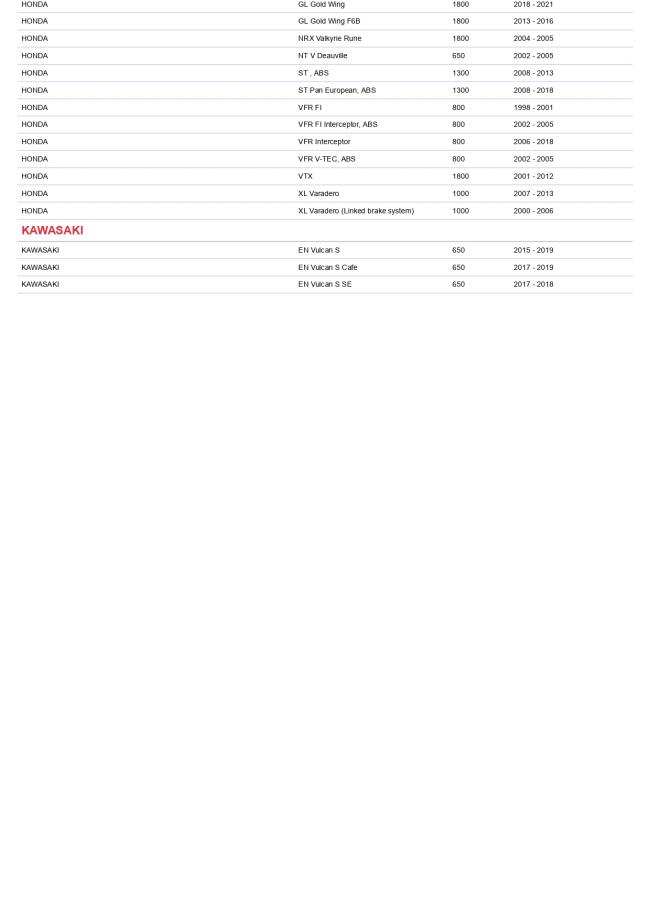 HONDA GL Gold Wing 1800 2018 - 2021
HONDA GL Gold Wing F6B 1800 2013 - 2016
HONDA NRX Valkyrie Rune 1800 2004 - 2005
HONDA NT V Deauville 650 2002 - 2005
HONDA ST , ABS 1300 2008 - 2013
HONDA ST Pan European, ABS 1300 2008 - 2018
HONDA VFR FI 800 1998 - 2001
HONDA VFR FI Interceptor, ABS 800 2002 - 2005
HONDA VFR Interceptor 800 2006 - 2018
HONDA VFR V-TEC, ABS 800 2002 - 2005
HONDA VTX 1800 2001 - 2012
HONDA XL Varadero 1000 2007 - 2013
HONDA XL Varadero (Linked brake system) 1000 2000 - 2006
KAWASAKI
KAWASAKI EN Vulcan S 650 2015 - 2019
KAWASAKI EN Vulcan S Cafe 650 2017 - 2019
KAWASAKI EN Vulcan S SE 650 2017 - 2018